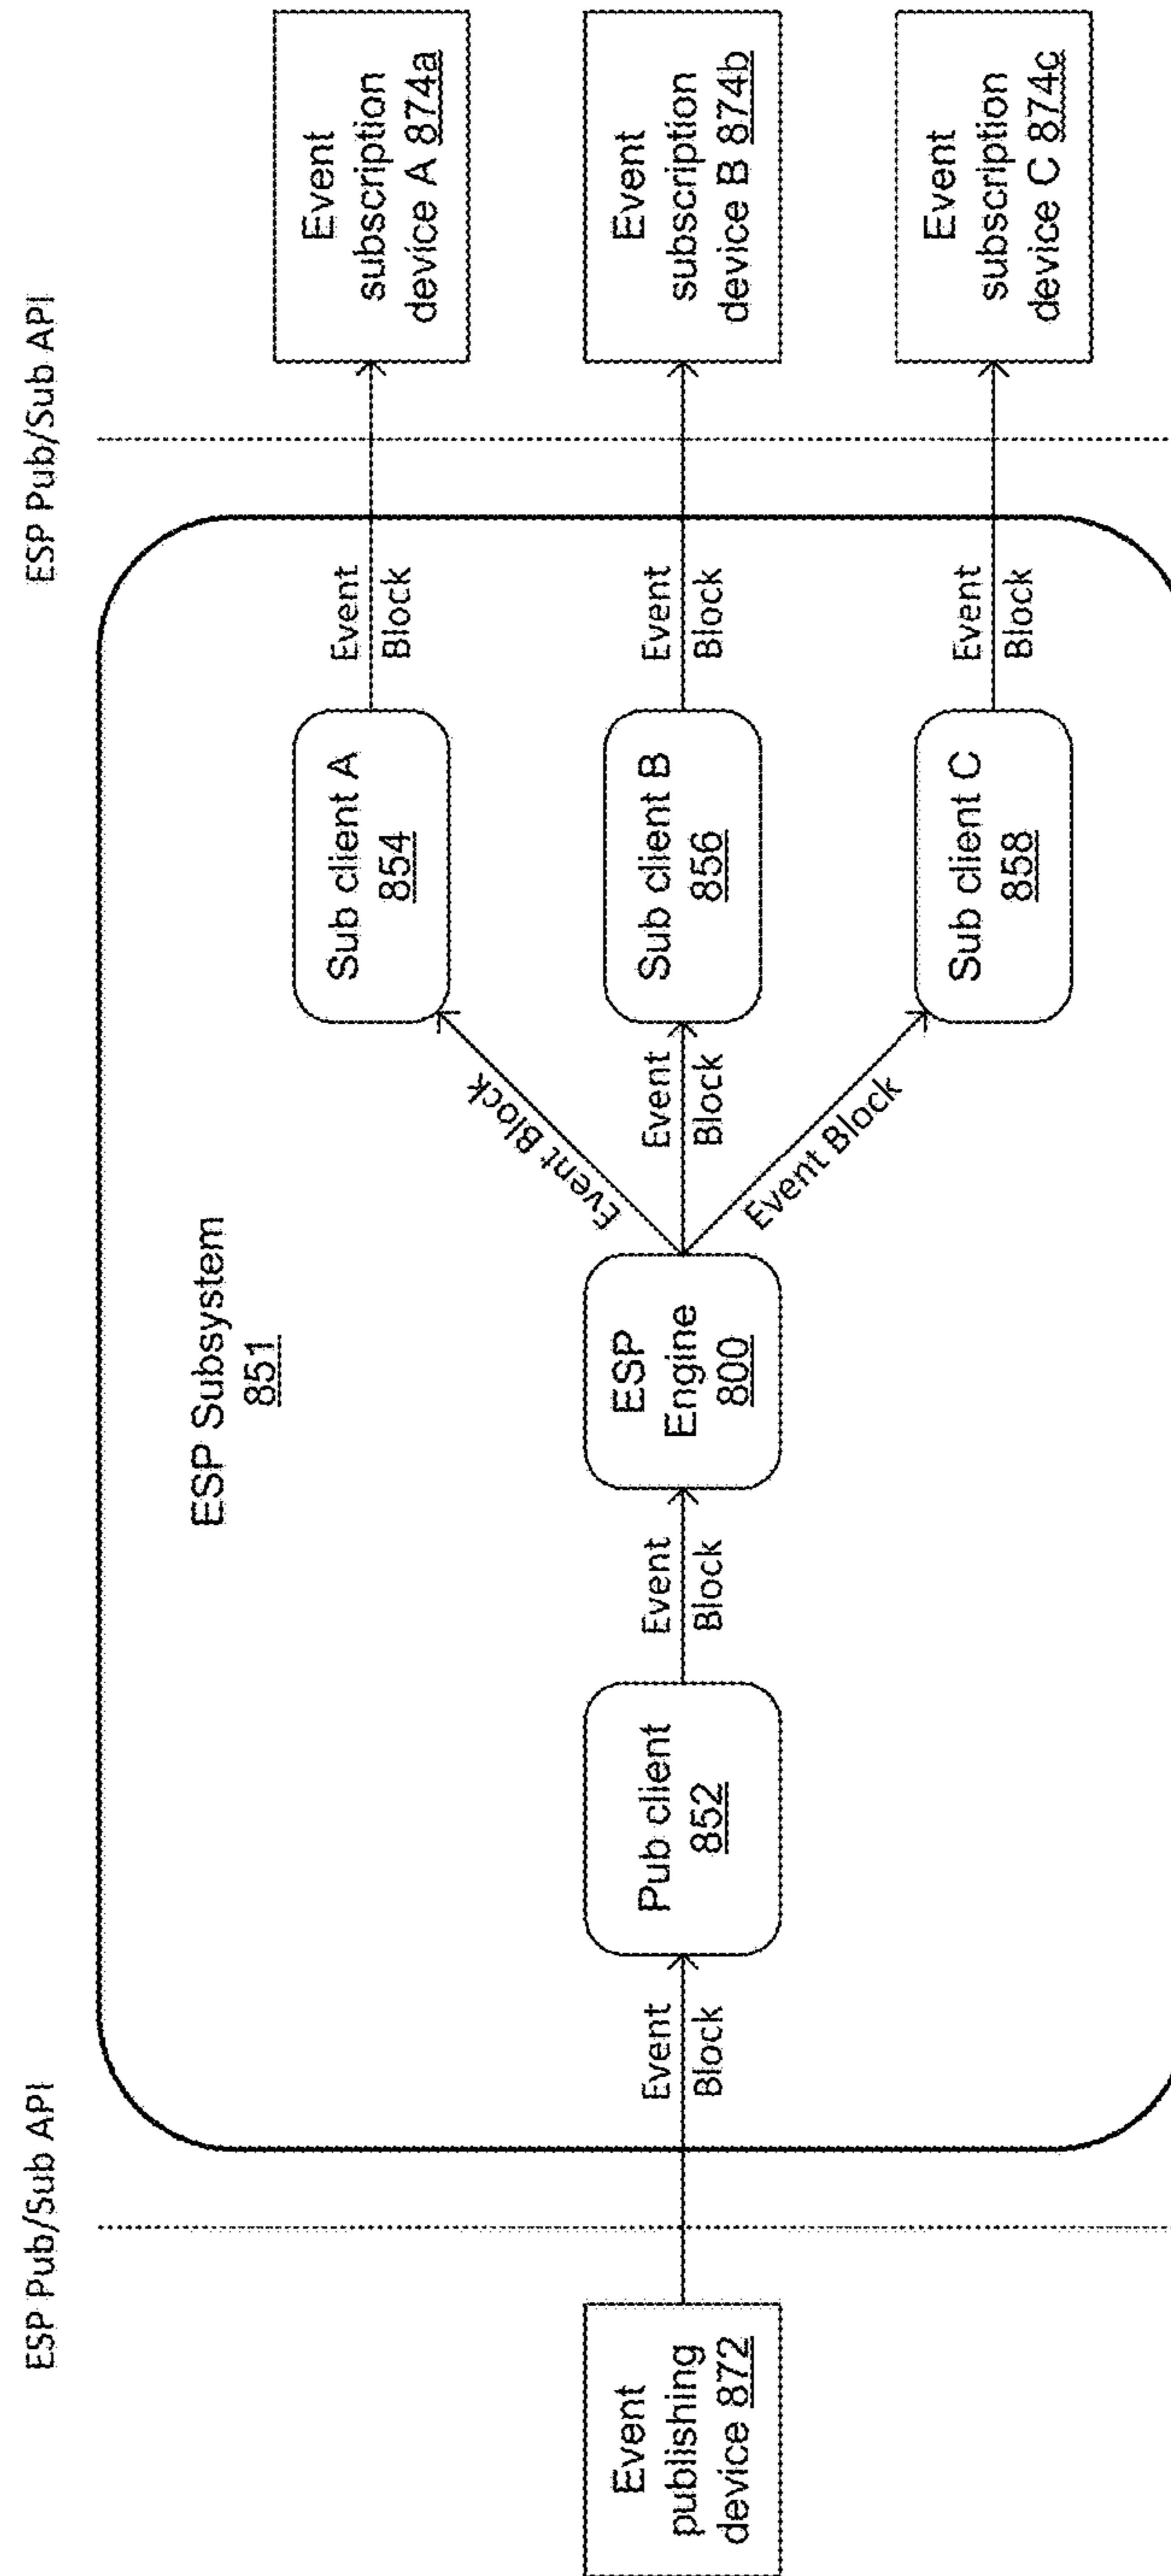 ESP Pub/Sub API
ESP Pub/Sub API
ESP Subsystem
851
Event
publishing
device 872
Event
Block
Pub client
852
Event
Block
ESP
Engine
800
Event Block
Event
Block
Event Block
Sub client A
854
Sub client B
856
Sub client C
858
Event
Block
Event
Block
Event
Block
Event
subscription
device A 874a
Event
subscription
device B 874b
Event
subscription
device C 874c